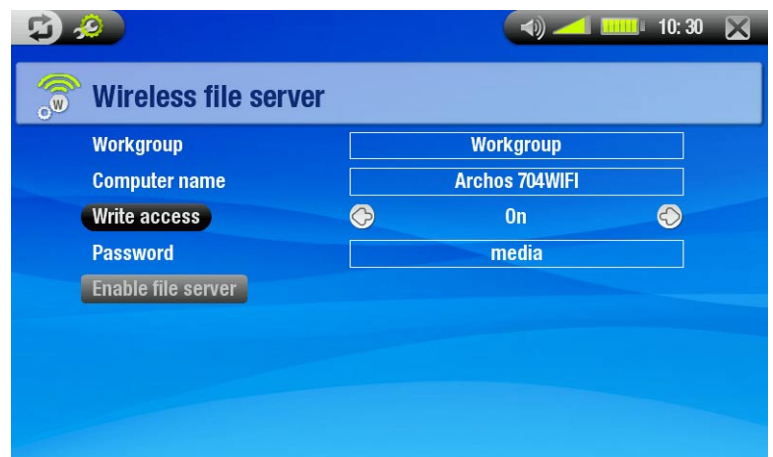 10:30
W
Wireless file server
Workgroup Workgroup
Computer name Archos 704WIFI
Write access On
Password media
Enable file server